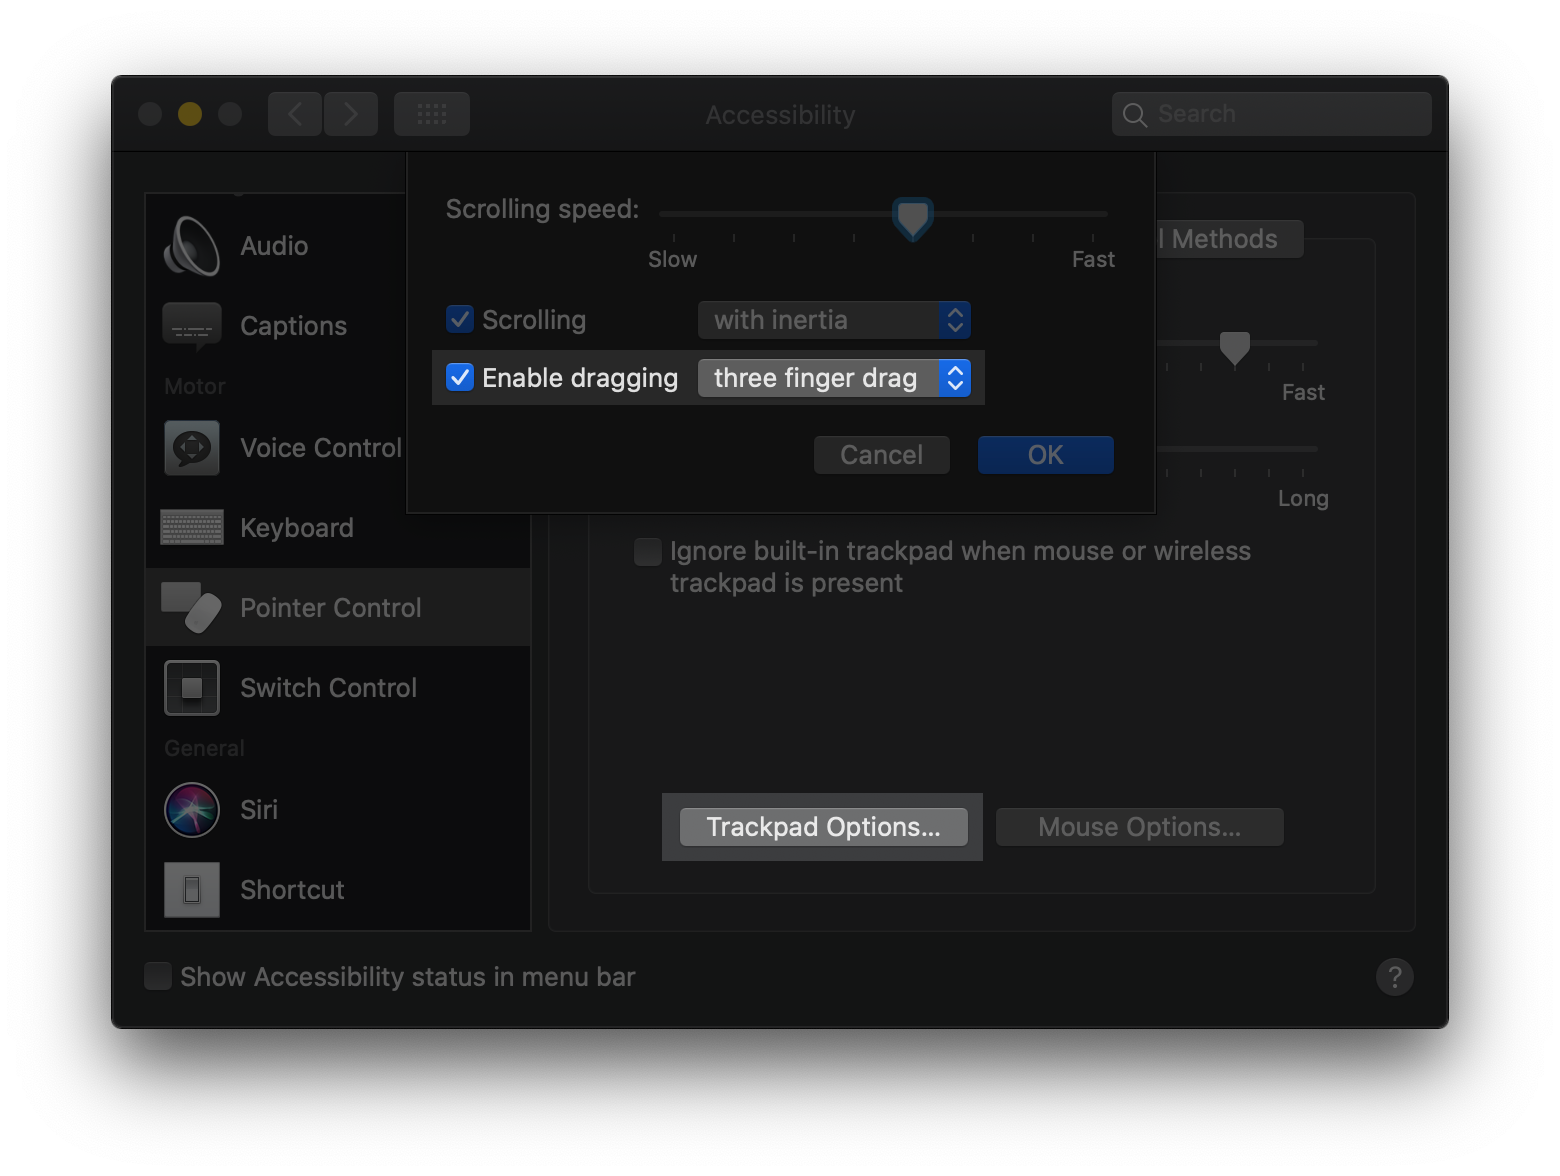 Accessibility
Search
Audio
Captions
Motor
Voice Control
Keyboard
Pointer Control
Switch Control
General
Siri
Shortcut
Scrolling speed:
Slow
Fast
Scrolling
with inertia
Enable dragging
three finger drag
Cancel
OK
l Methods
Fast
Long
Ignore built-in trackpad when mouse or wireless
trackpad is present
Trackpad Options...
Mouse Options...
Show Accessibility status in menu bar
?